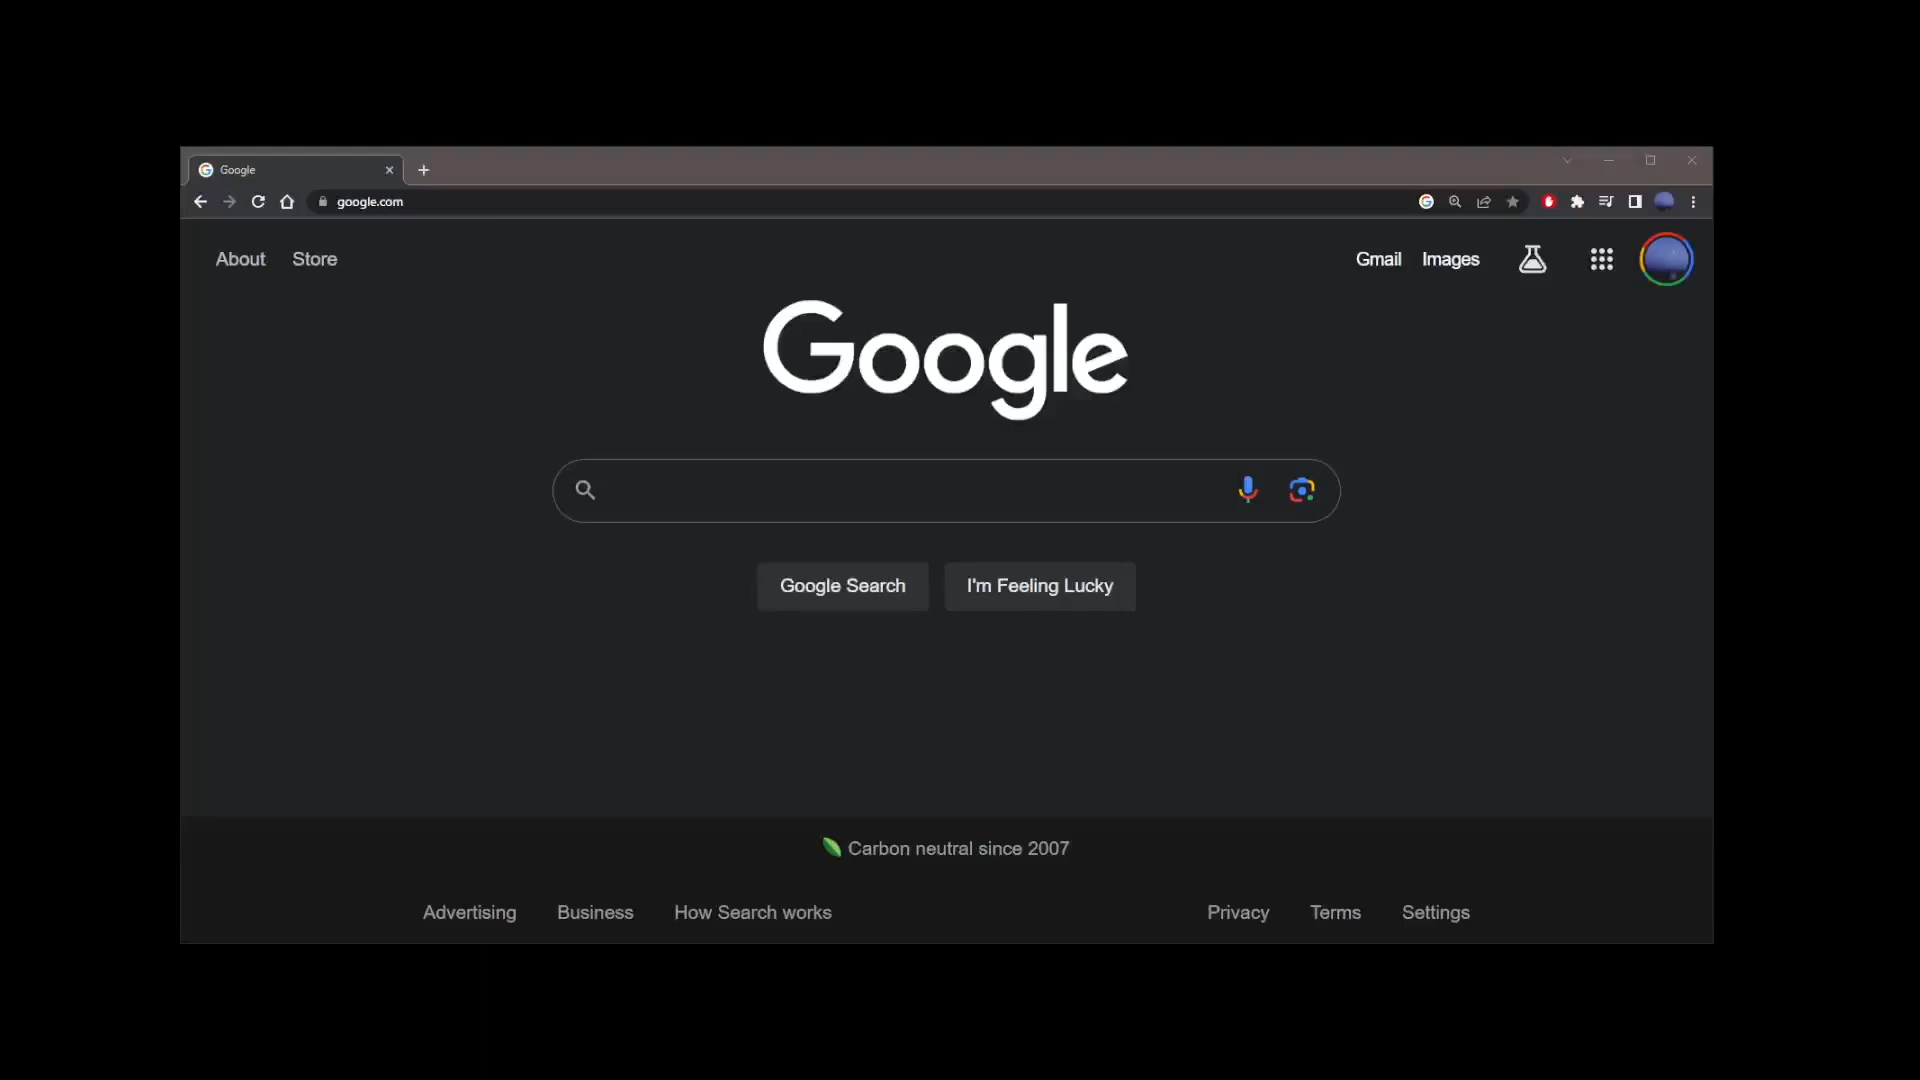 Google
google.com
About Store
Gmail Images
Google
Google Search I'm Feeling Lucky
Carbon neutral since 2007
Advertising Business How Search works
Privacy Terms Settings